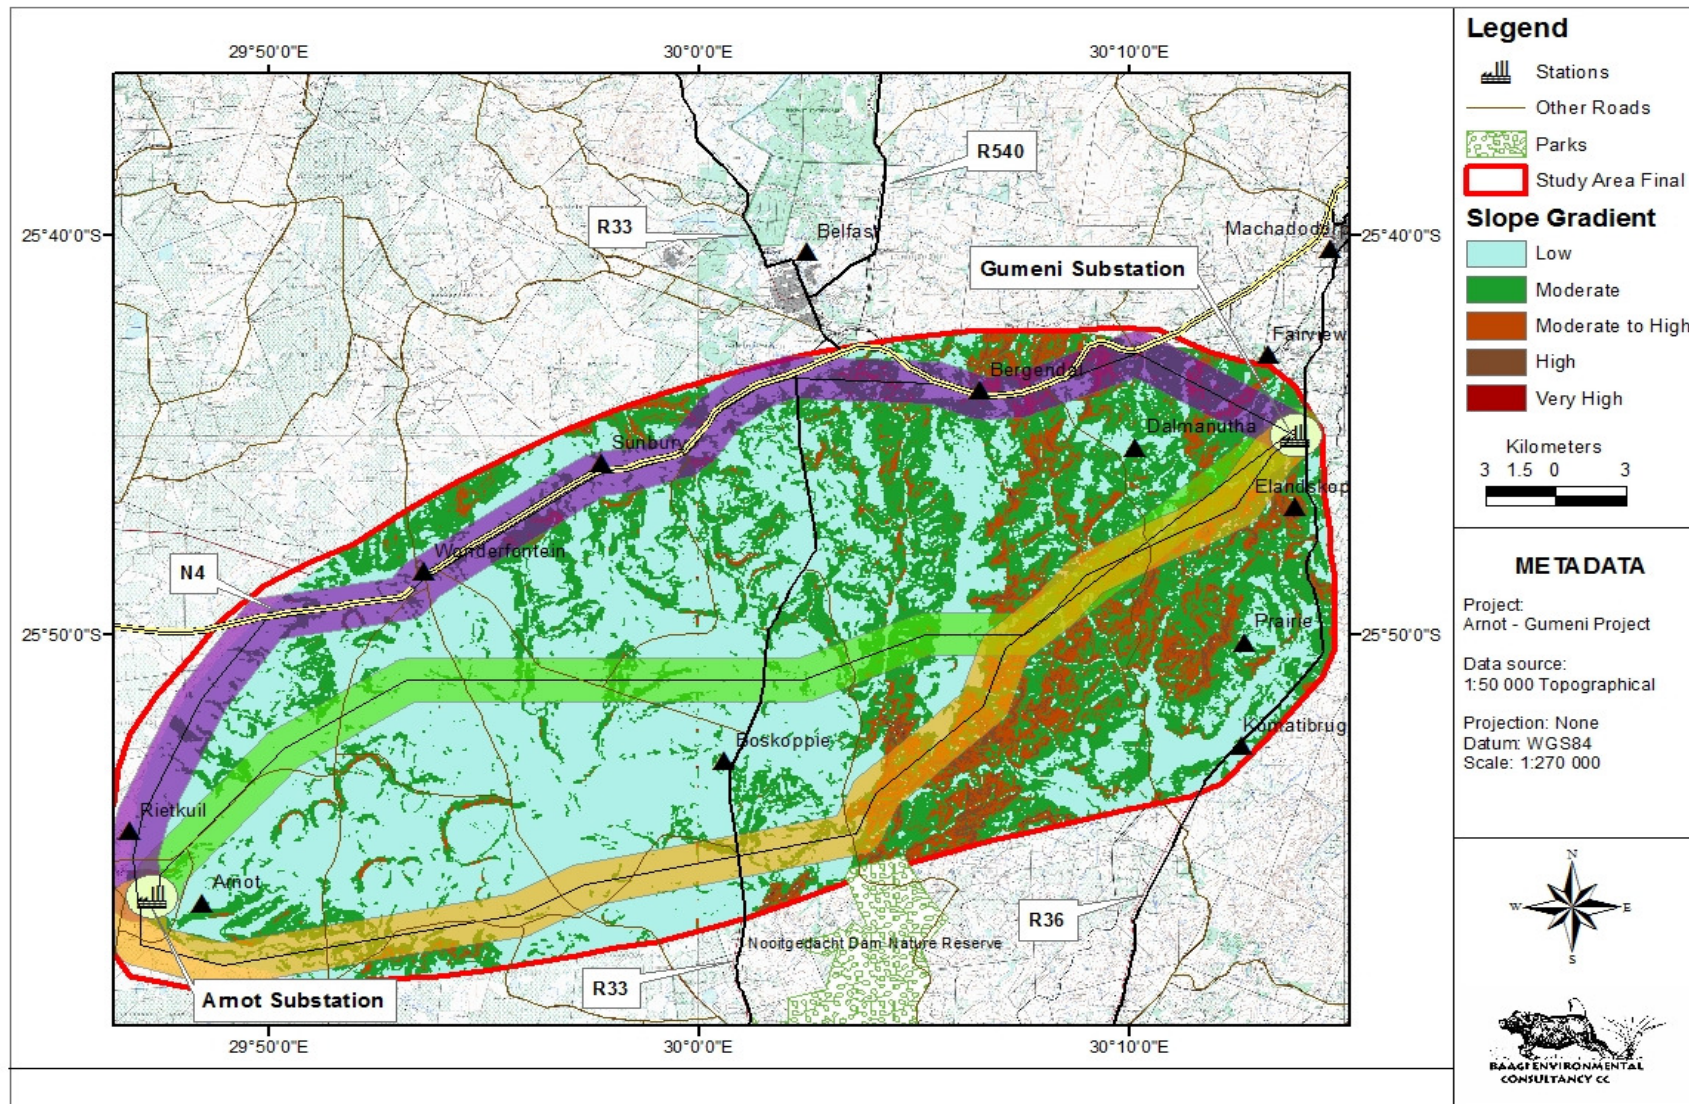 29°50'0"E
30°0'0"E
30°10'0"E
25°40'0"S
25°40'0"S
25°50'0"S
25°50'0"S
29°50'0"E
30°0'0"E
30°10'0"E
R540
R33
Belfast
Machadodorp
Gumeni Substation
Fairview
Bergendal
Dalmanutha
Sunbury
Elandskop
Wonderfontein
N4
Prairie
Komatibrug
Boskoppie
Rietkuil
Arnot
R36
Nooitgedacht Dam Nature Reserve
R33
Arnot Substation
Legend
Stations
Other Roads
Parks
Study Area Final
Slope Gradient
Low
Moderate
Moderate to High
High
Very High
Kilometers
3 1.5 0 3
METADATA
Project:
Arnot - Gumeni Project
Data source:
1:50 000 Topographical
Projection: None
Datum: WGS84
Scale: 1:270 000
N
W E
S
BAAGI ENVIRONMENTAL
CONSULTANCY CC